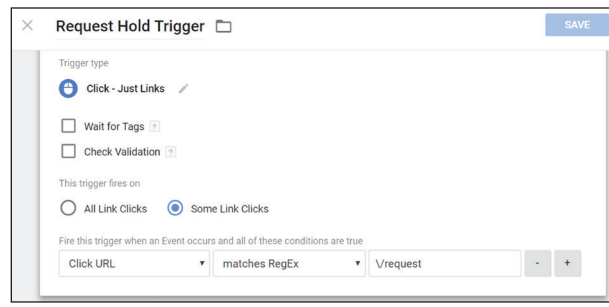 Request Hold Trigger
SAVE
Trigger type
Click - Just Links
Wait for Tags ?
Check Validation ?
This trigger fires on
All Link Clicks Some Link Clicks
Fire this trigger when an Event occurs and all of these conditions are true
Click URL matches RegEx \/request - +